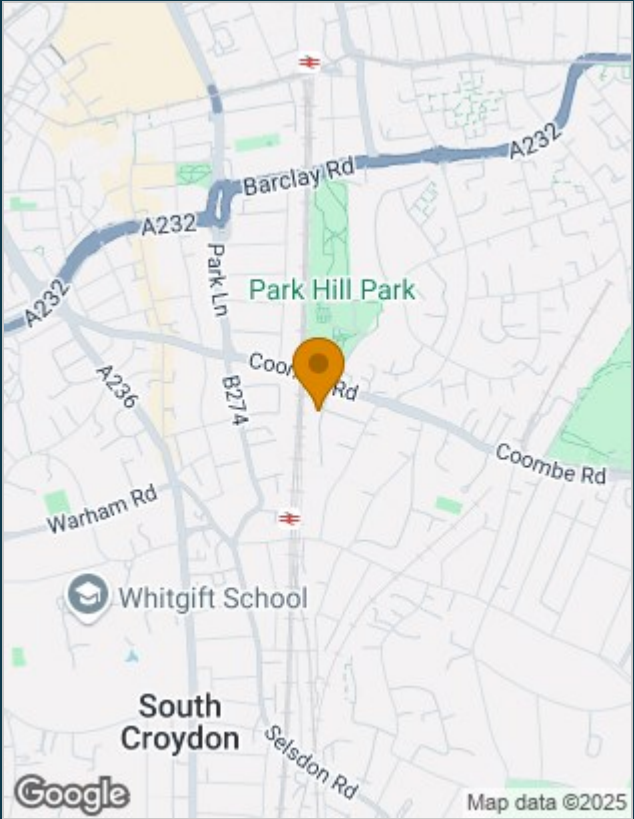 A232
Barclay Rd
A232
A232
Park Ln
Park Hill Park
Rd
A236
B274
Coombe Rd
Warham Rd
Whitgift School
South
Croydon
Selsdon Rd
Google
Map data ©2025